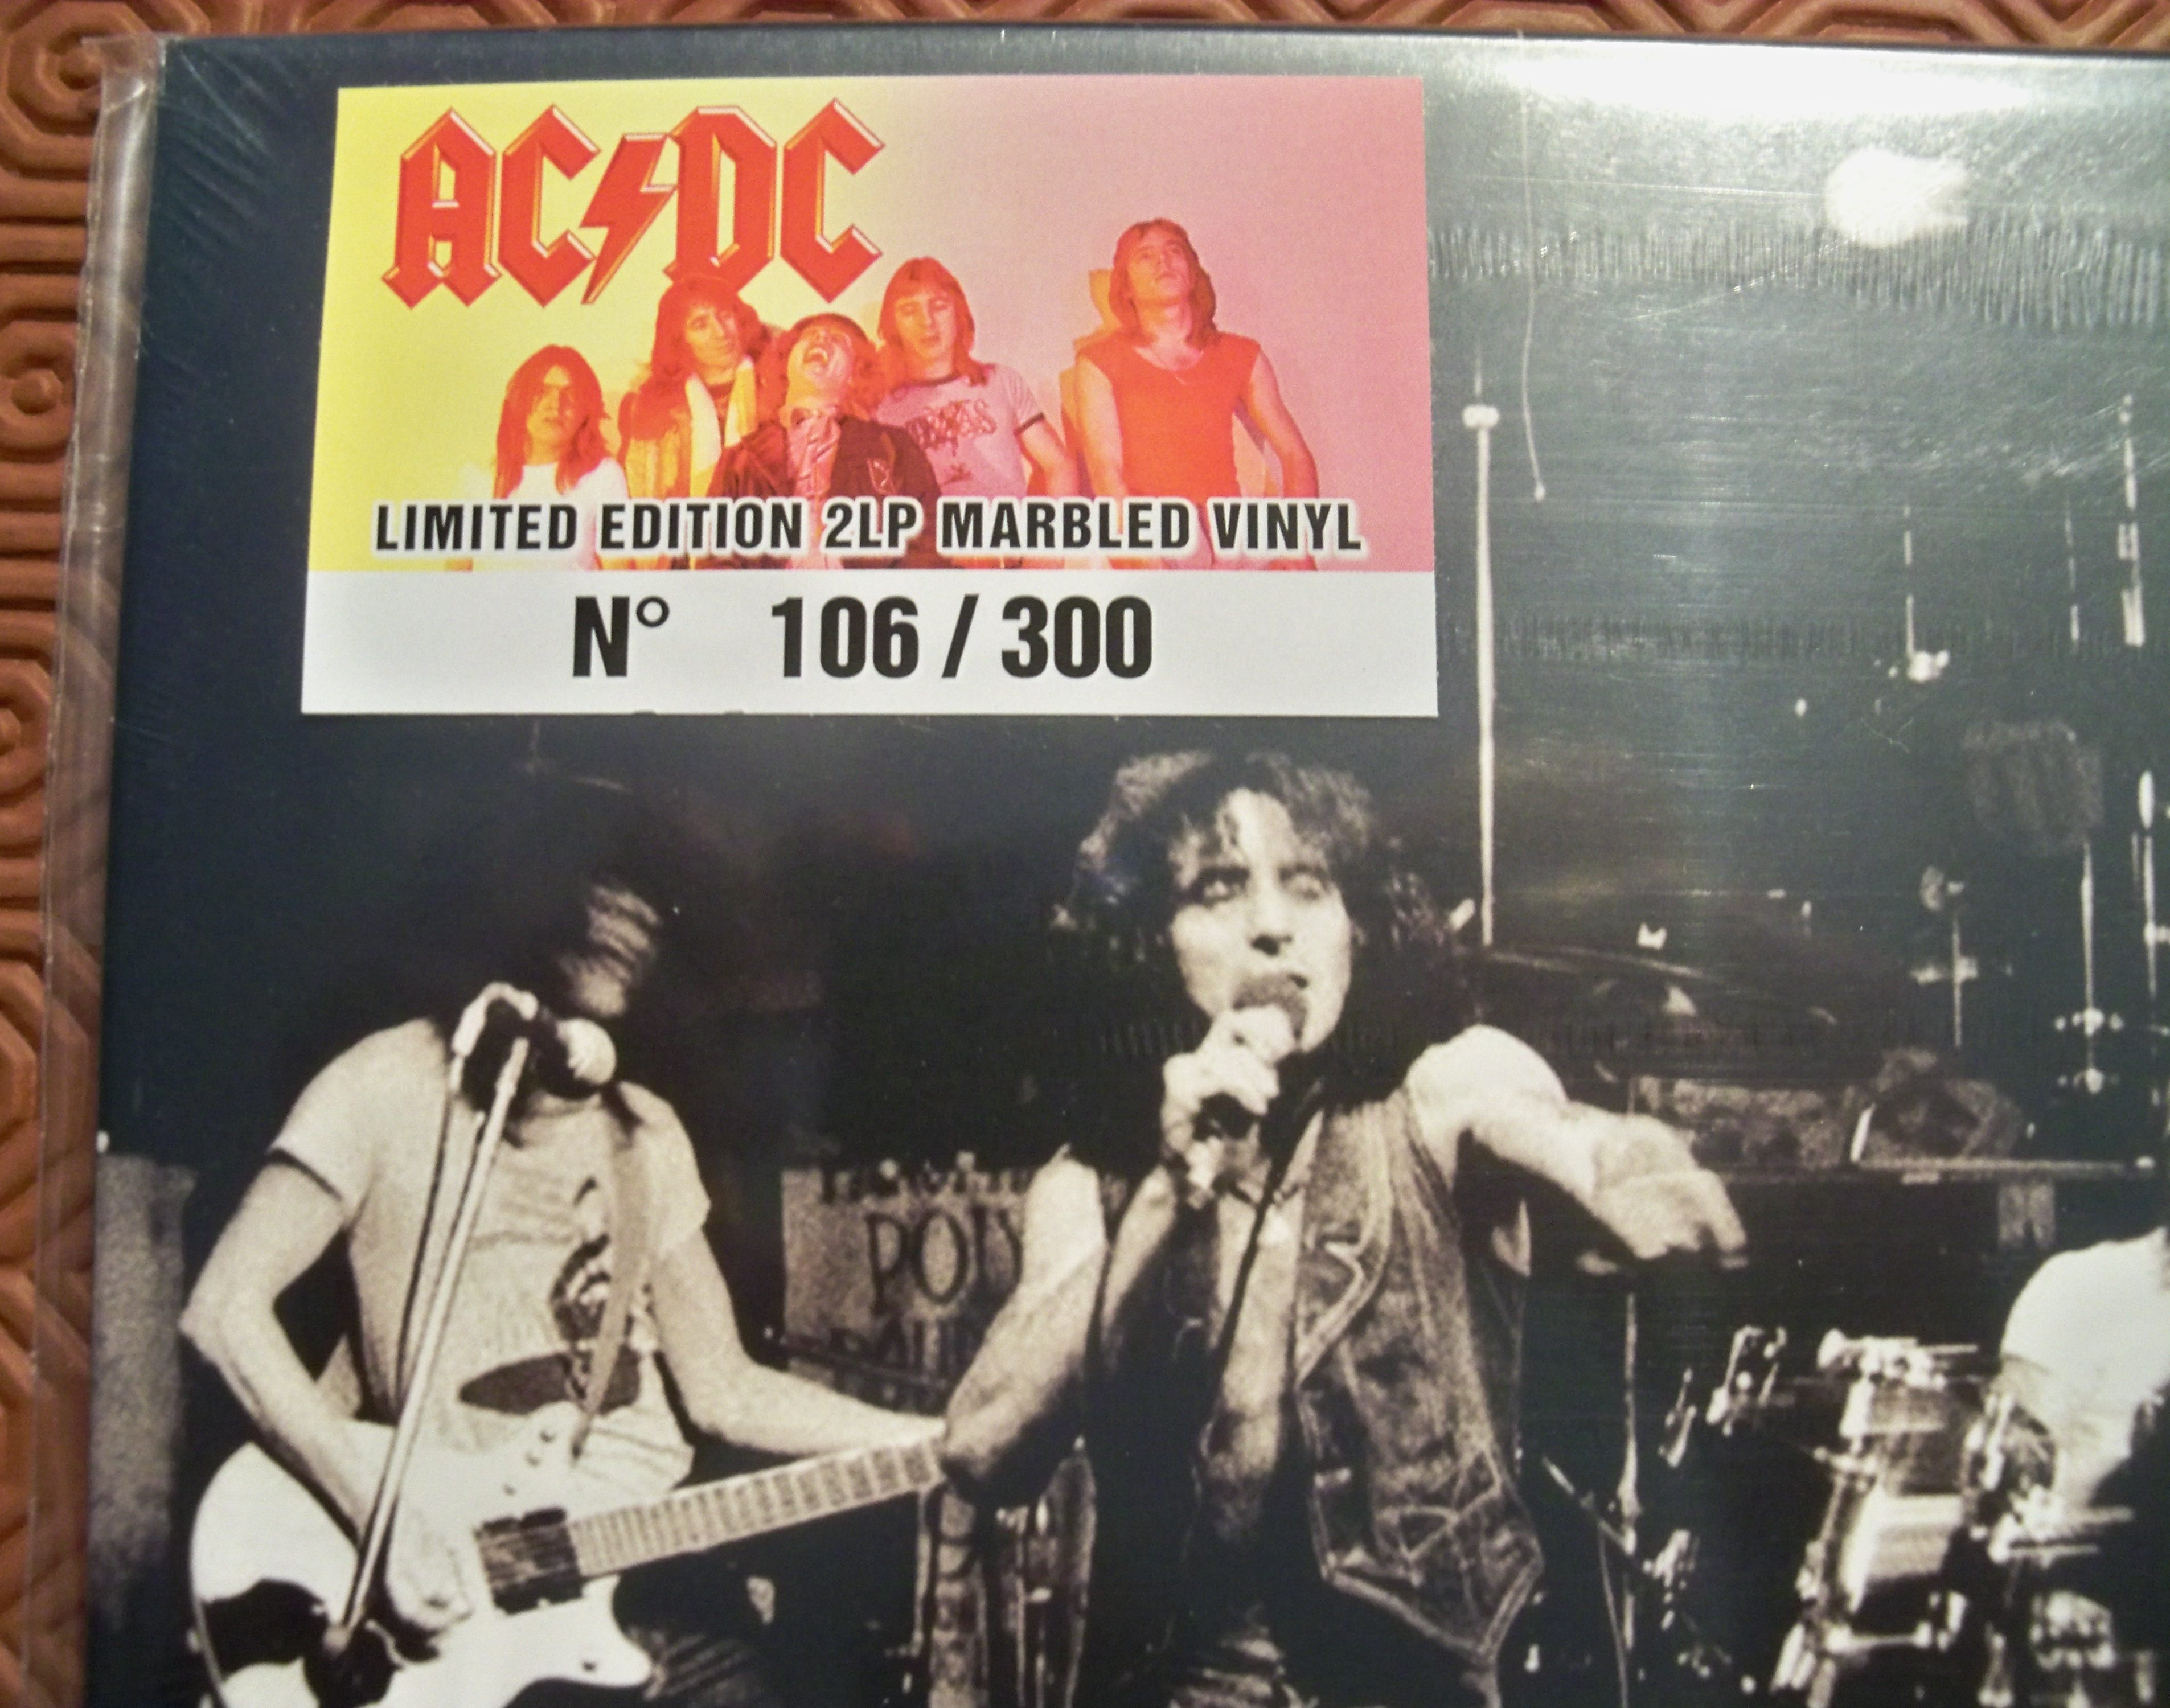 AC⚡DC
LIMITED EDITION 2LP MARBLED VINYL
N° 106 / 300